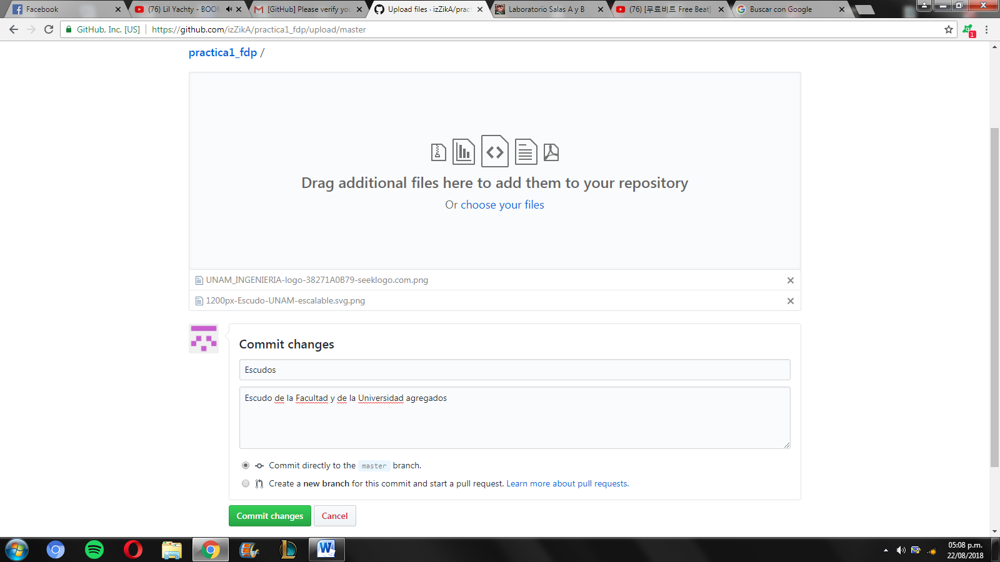 Facebook
(76) Lil Yachty - BOOM
[GitHub] Please verify you
Upload files · izZikA/prac
Laboratorio Salas A y B
(76) [무료비트 Free Beat]
Buscar con Google
GitHub, Inc. [US]
https://github.com/izZikA/practica1_fdp/upload/master
1
practica1_fdp /
Drag additional files here to add them to your repository
Or choose your files
UNAM_INGENIERIA-logo-38271A0B79-seeklogo.com.png
1200px-Escudo-UNAM-escalable.svg.png
Commit changes
Escudos
Escudo de la Facultad y de la Universidad agregados
Commit directly to the master branch.
Create a new branch for this commit and start a pull request. Learn more about pull requests.
Commit changes
Cancel
05:08 p.m.
22/08/2018